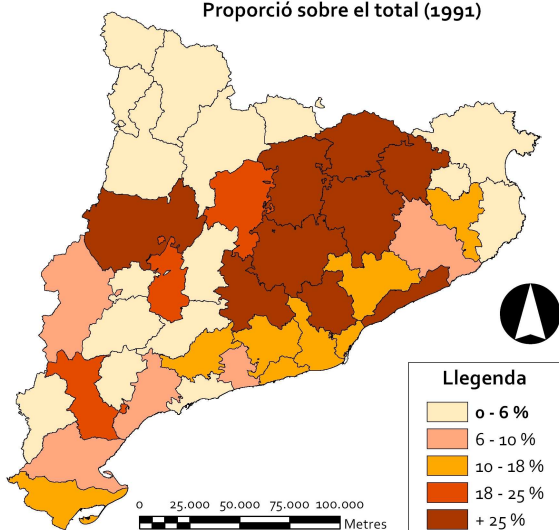 Proporció sobre el total (1991)
Llegenda
0 - 6 %
6 - 10 %
10 - 18 %
18 - 25 %
+ 25 %
0 25.000 50.000 75.000 100.000
Metres